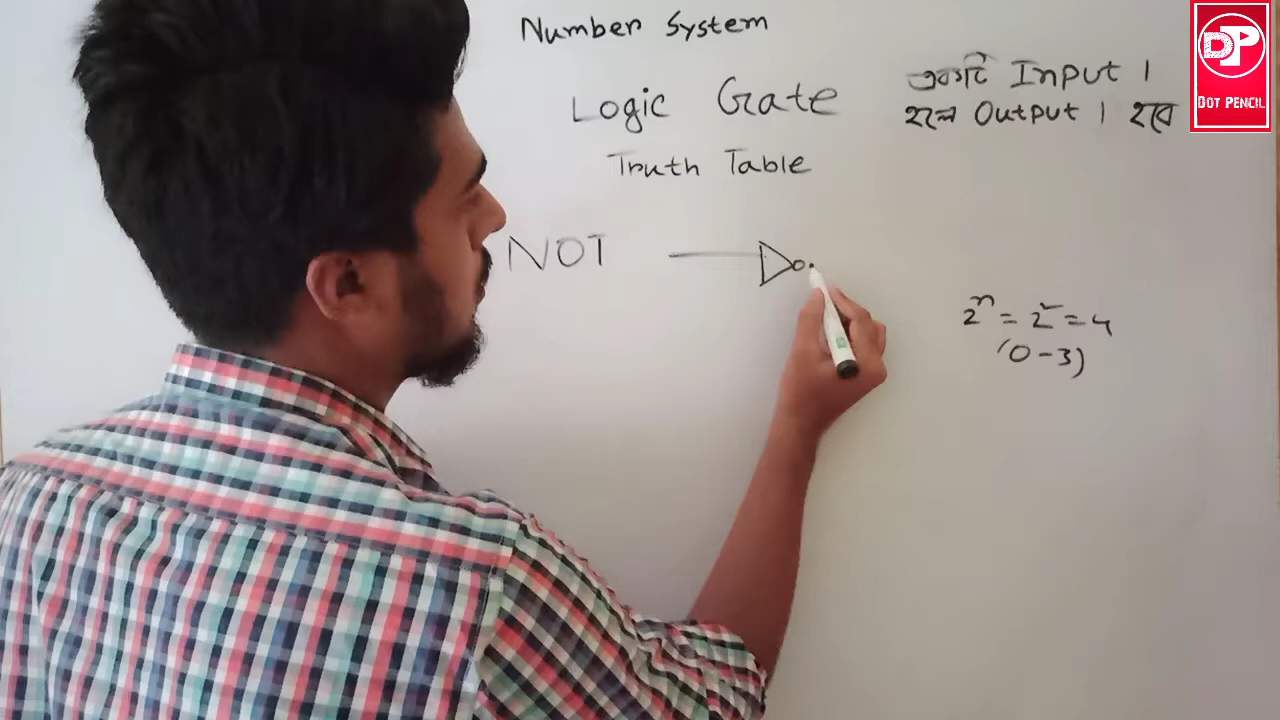 Number System
Logic Gate
Truth Table
একটি Input 1
হলে Output 1 হবে
NOT
2ⁿ = 2² = 4
(0-3)
DP
DOT PENCIL